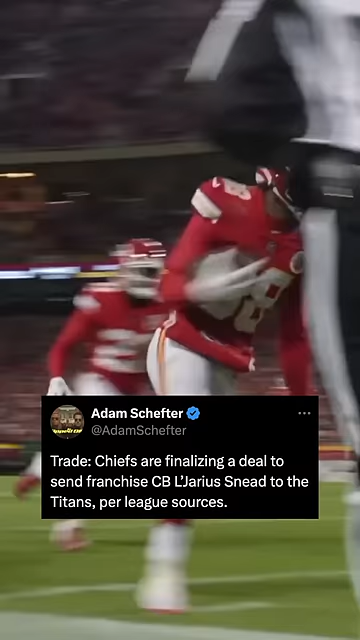 Adam Schefter
@AdamSchefter
Trade: Chiefs are finalizing a deal to
send franchise CB L'Jarius Snead to the
Titans, per league sources.